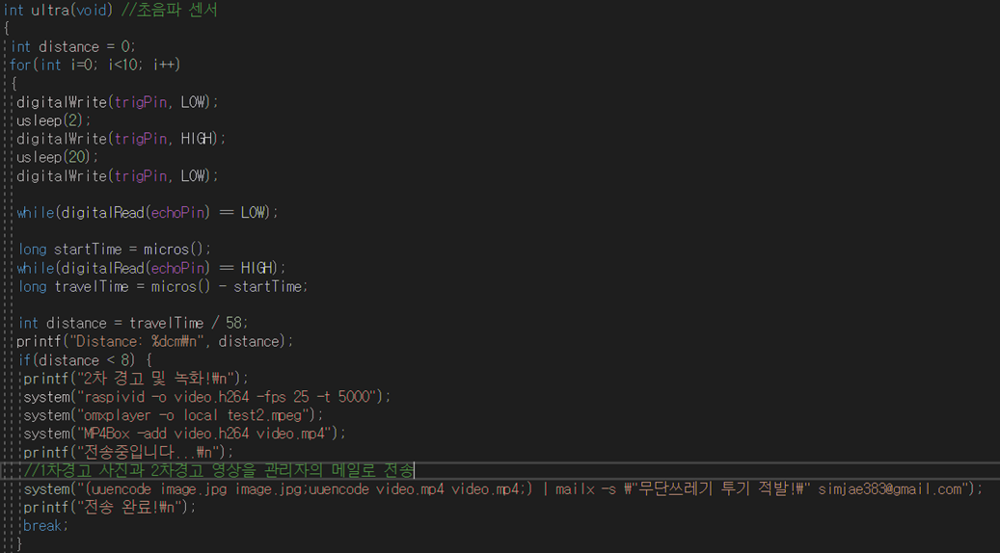 int ultra(void) //초음파 센서
{
int distance = 0;
for(int i=0; i<10; i++)
{
digitalWrite(trigPin, LOW);
usleep(2);
digitalWrite(trigPin, HIGH);
usleep(20);
digitalWrite(trigPin, LOW);
while(digitalRead(echoPin) == LOW);
long startTime = micros();
while(digitalRead(echoPin) == HIGH);
long travelTime = micros() - startTime;
int distance = travelTime / 58;
printf("Distance: %dcm₩n", distance);
if(distance < 8) {
printf("2차 경고 및 녹화!₩n");
system("raspivid -o video.h264 -fps 25 -t 5000");
system("omxplayer -o local test2.mpeg");
system("MP4Box -add video.h264 video.mp4");
printf("전송중입니다...₩n");
//1차경고 사진과 2차경고 영상을 관리자의 메일로 전송
system("(uuencode image.jpg image.jpg;uuencode video.mp4 video.mp4;) | mailx -s ₩"무단쓰레기 투기 적발!₩" simjae383@gmail.com");
printf("전송 완료!₩n");
break;
}